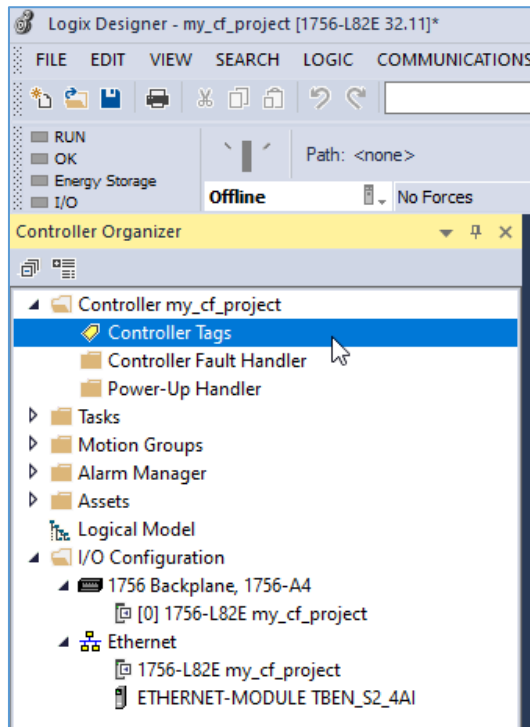 Logix Designer - my_cf_project [1756-L82E 32.11]*
FILE EDIT VIEW SEARCH LOGIC COMMUNICATIONS
RUN
OK
Energy Storage
I/O
Path: <none>
Offline
No Forces
Controller Organizer
Controller my_cf_project
Controller Tags
Controller Fault Handler
Power-Up Handler
Tasks
Motion Groups
Alarm Manager
Assets
Logical Model
I/O Configuration
1756 Backplane, 1756-A4
[0] 1756-L82E my_cf_project
Ethernet
1756-L82E my_cf_project
ETHERNET-MODULE TBEN_S2_4AI